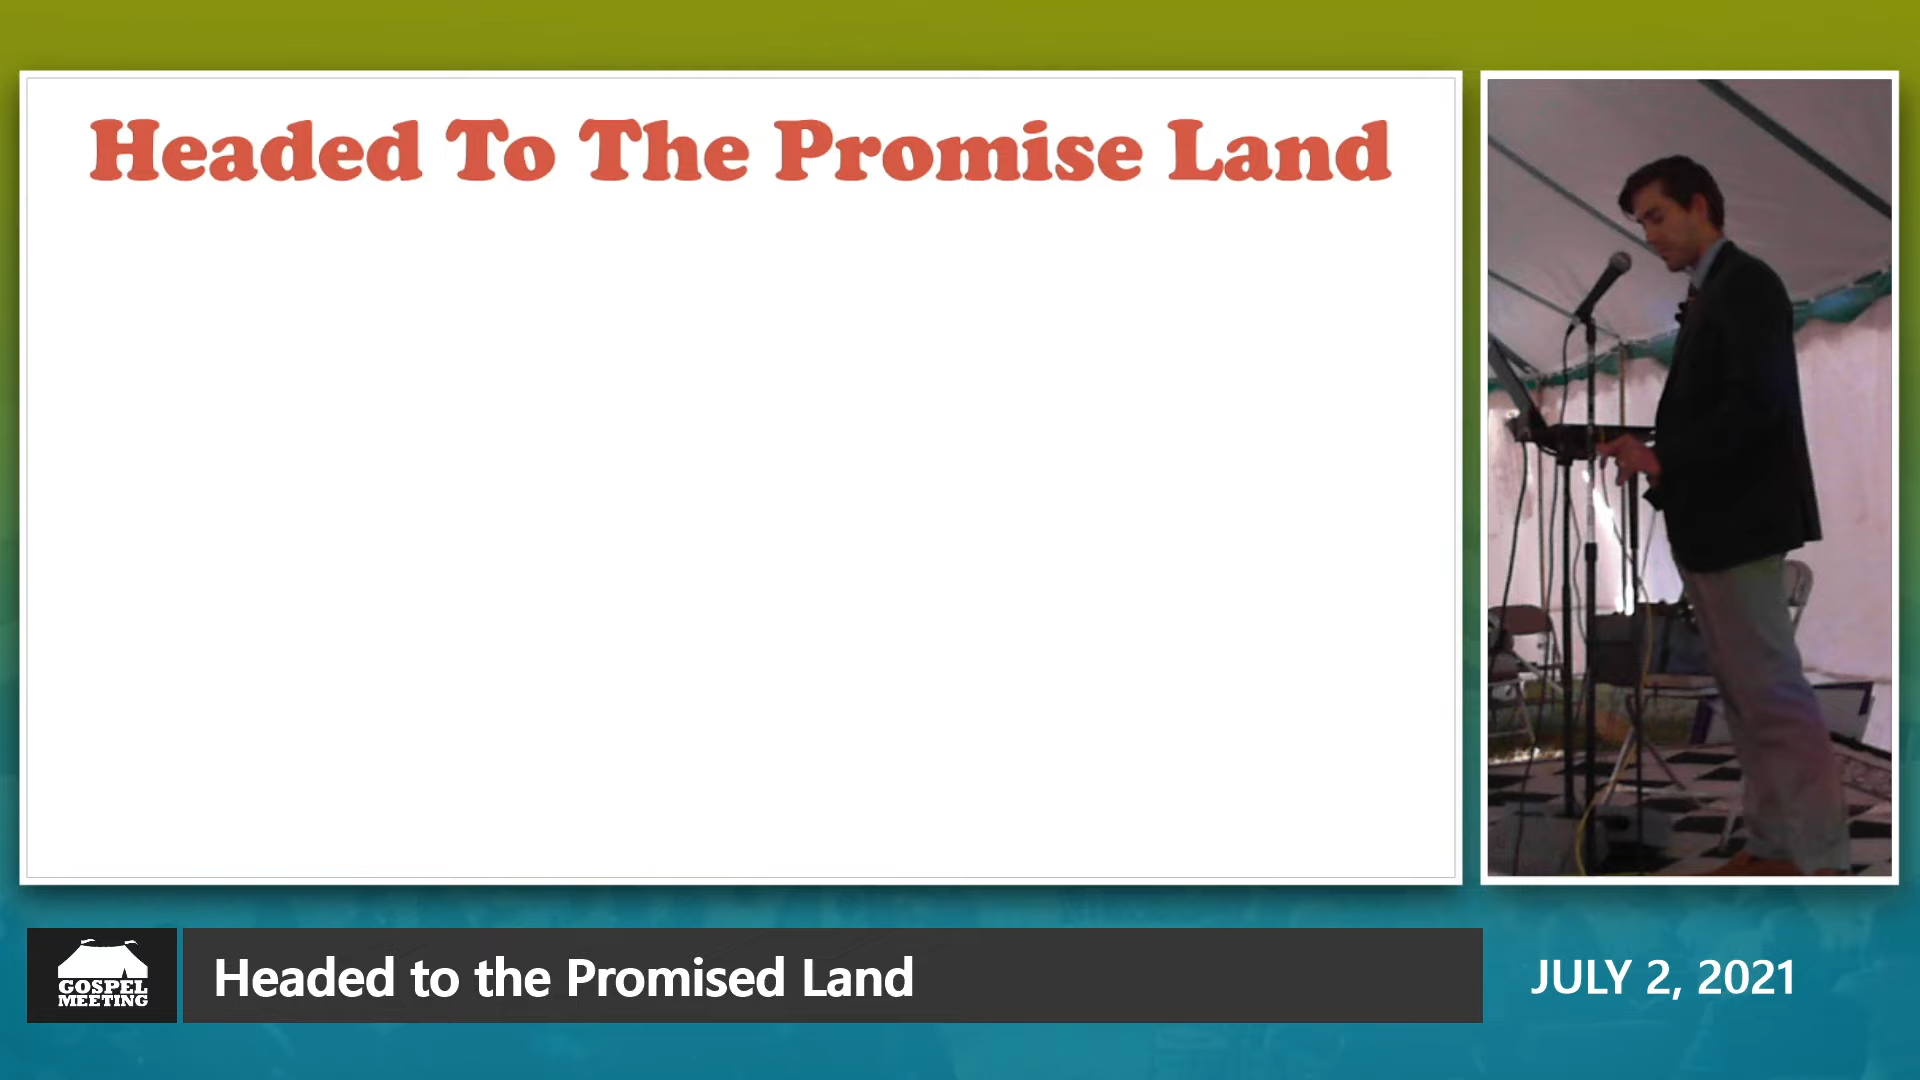 Headed To The Promise Land
GOSPEL
MEETING
Headed to the Promised Land
JULY 2, 2021